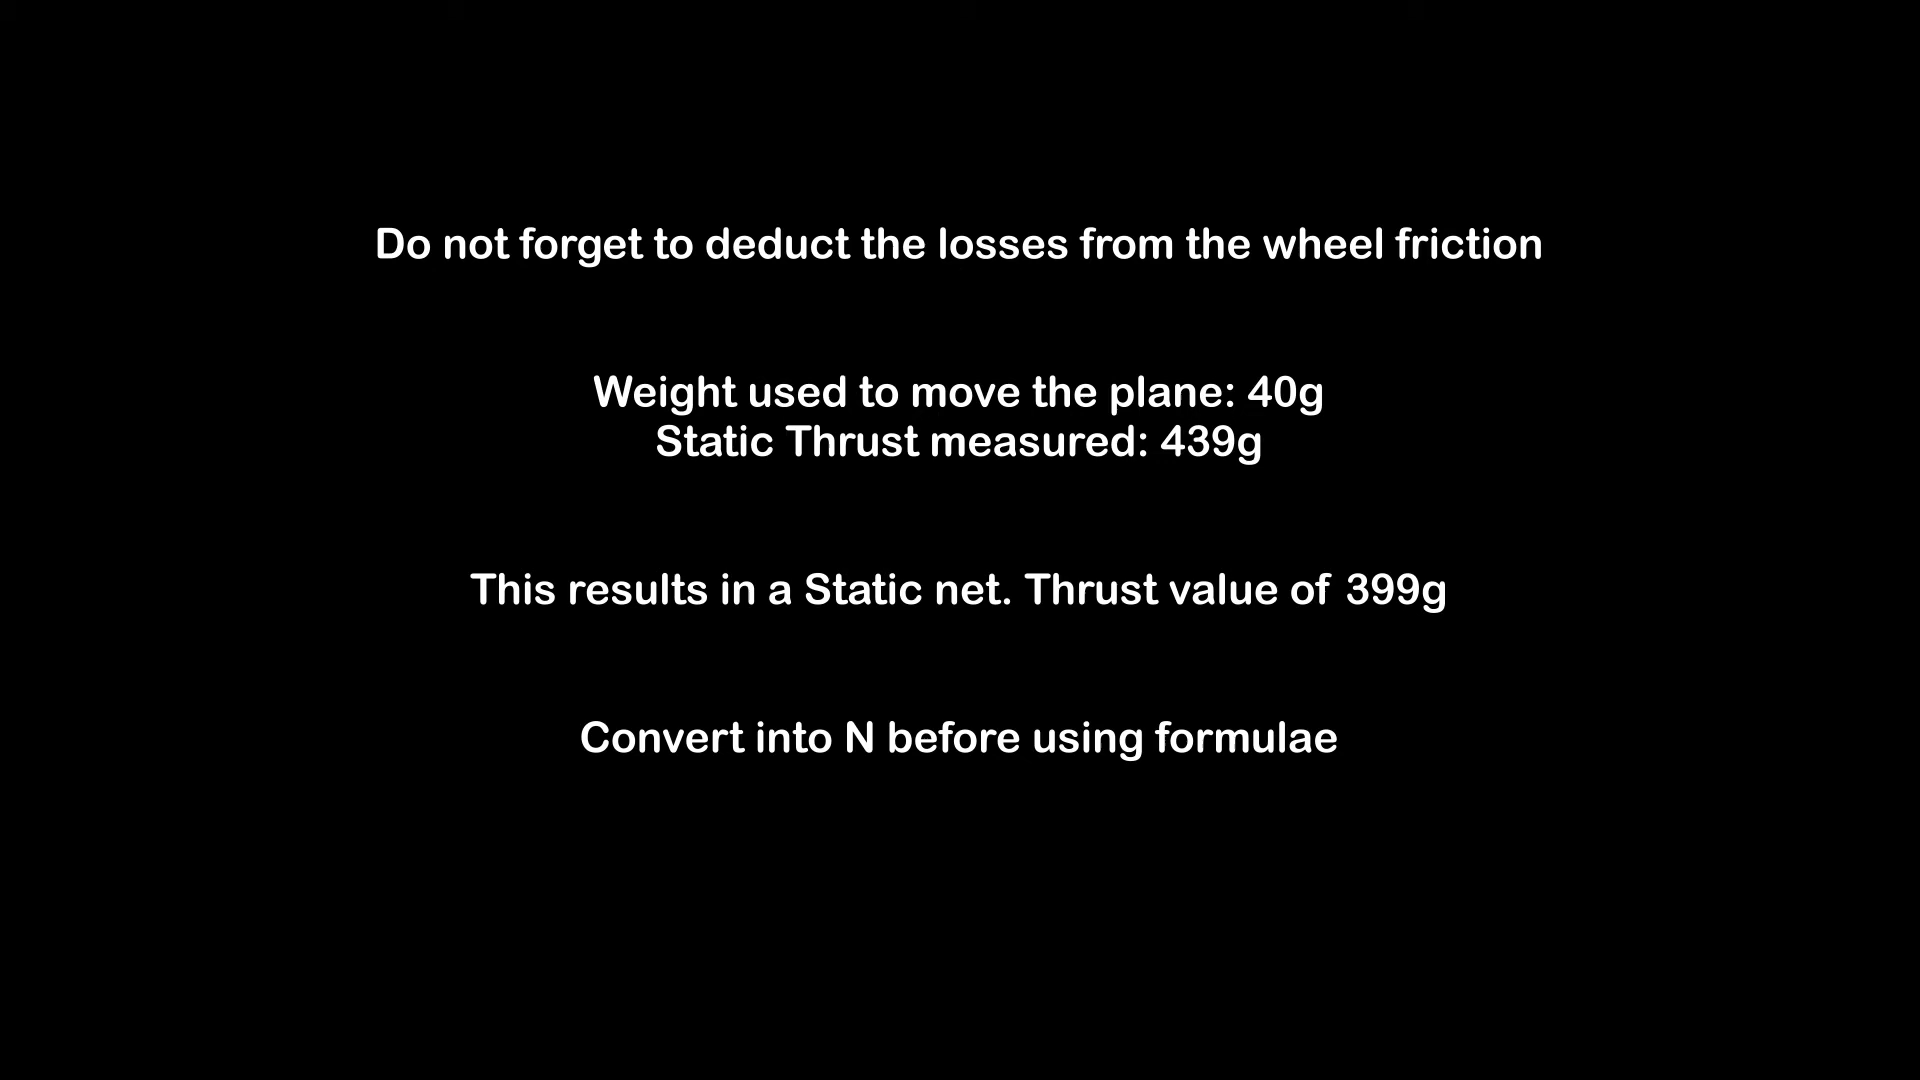 Do not forget to deduct the losses from the wheel friction
Weight used to move the plane: 40g
Static Thrust measured: 439g
This results in a Static net. Thrust value of 399g
Convert into N before using formulae